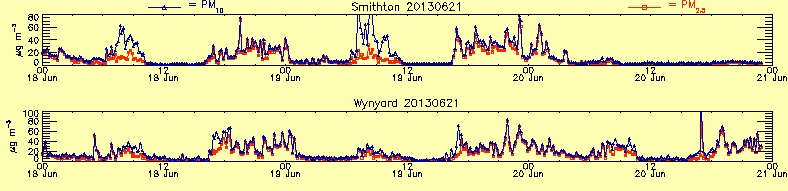 = PM10 Smithton 20130621 = PM2.5
80
60
40
20
0
µg m⁻³
00 12 00 12 00 12 00
18 Jun 18 Jun 19 Jun 19 Jun 20 Jun 20 Jun 21 Jun
Wynyard 20130621
100
80
60
40
20
0
µg m⁻³
00 12 00 12 00 12 00
18 Jun 18 Jun 19 Jun 19 Jun 20 Jun 20 Jun 21 Jun